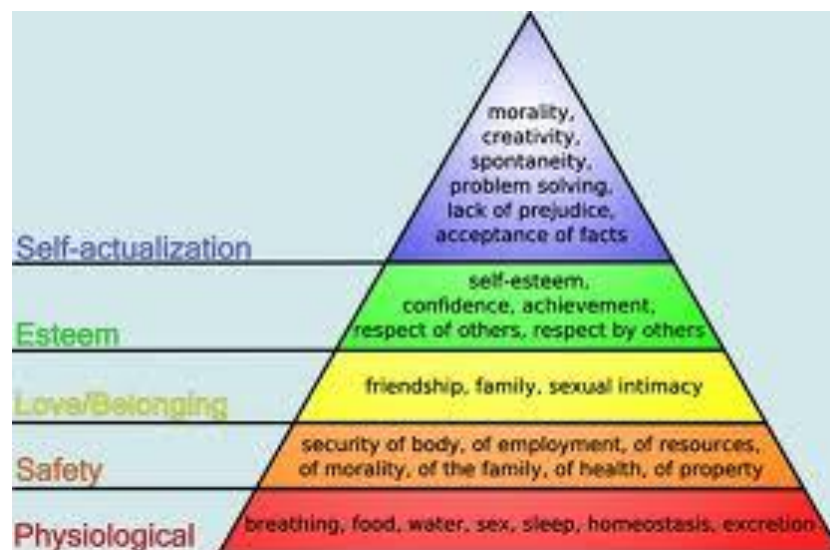 morality,
creativity,
spontaneity,
problem solving,
lack of prejudice,
acceptance of facts
Self-actualization
self-esteem,
confidence, achievement,
respect of others, respect by others
Esteem
friendship, family, sexual intimacy
Love/Belonging
security of body, of employment, of resources,
of morality, of the family, of health, of property
Safety
breathing, food, water, sex, sleep, homeostasis, excretion
Physiological